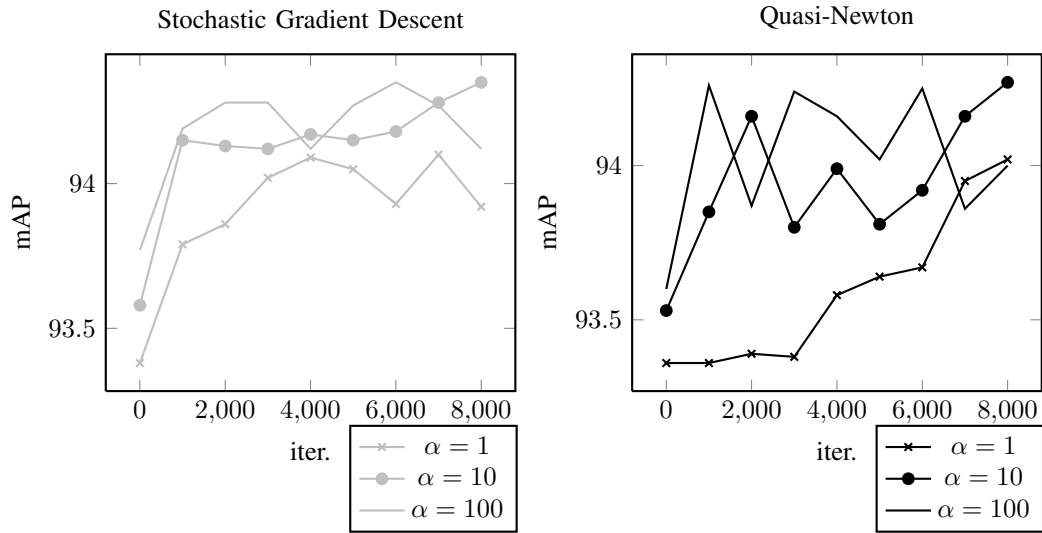 Stochastic Gradient Descent
94
93.5
mAP
0 2,000 4,000 6,000 8,000
iter.
α = 1
α = 10
α = 100
Quasi-Newton
94
93.5
mAP
0 2,000 4,000 6,000 8,000
iter.
α = 1
α = 10
α = 100